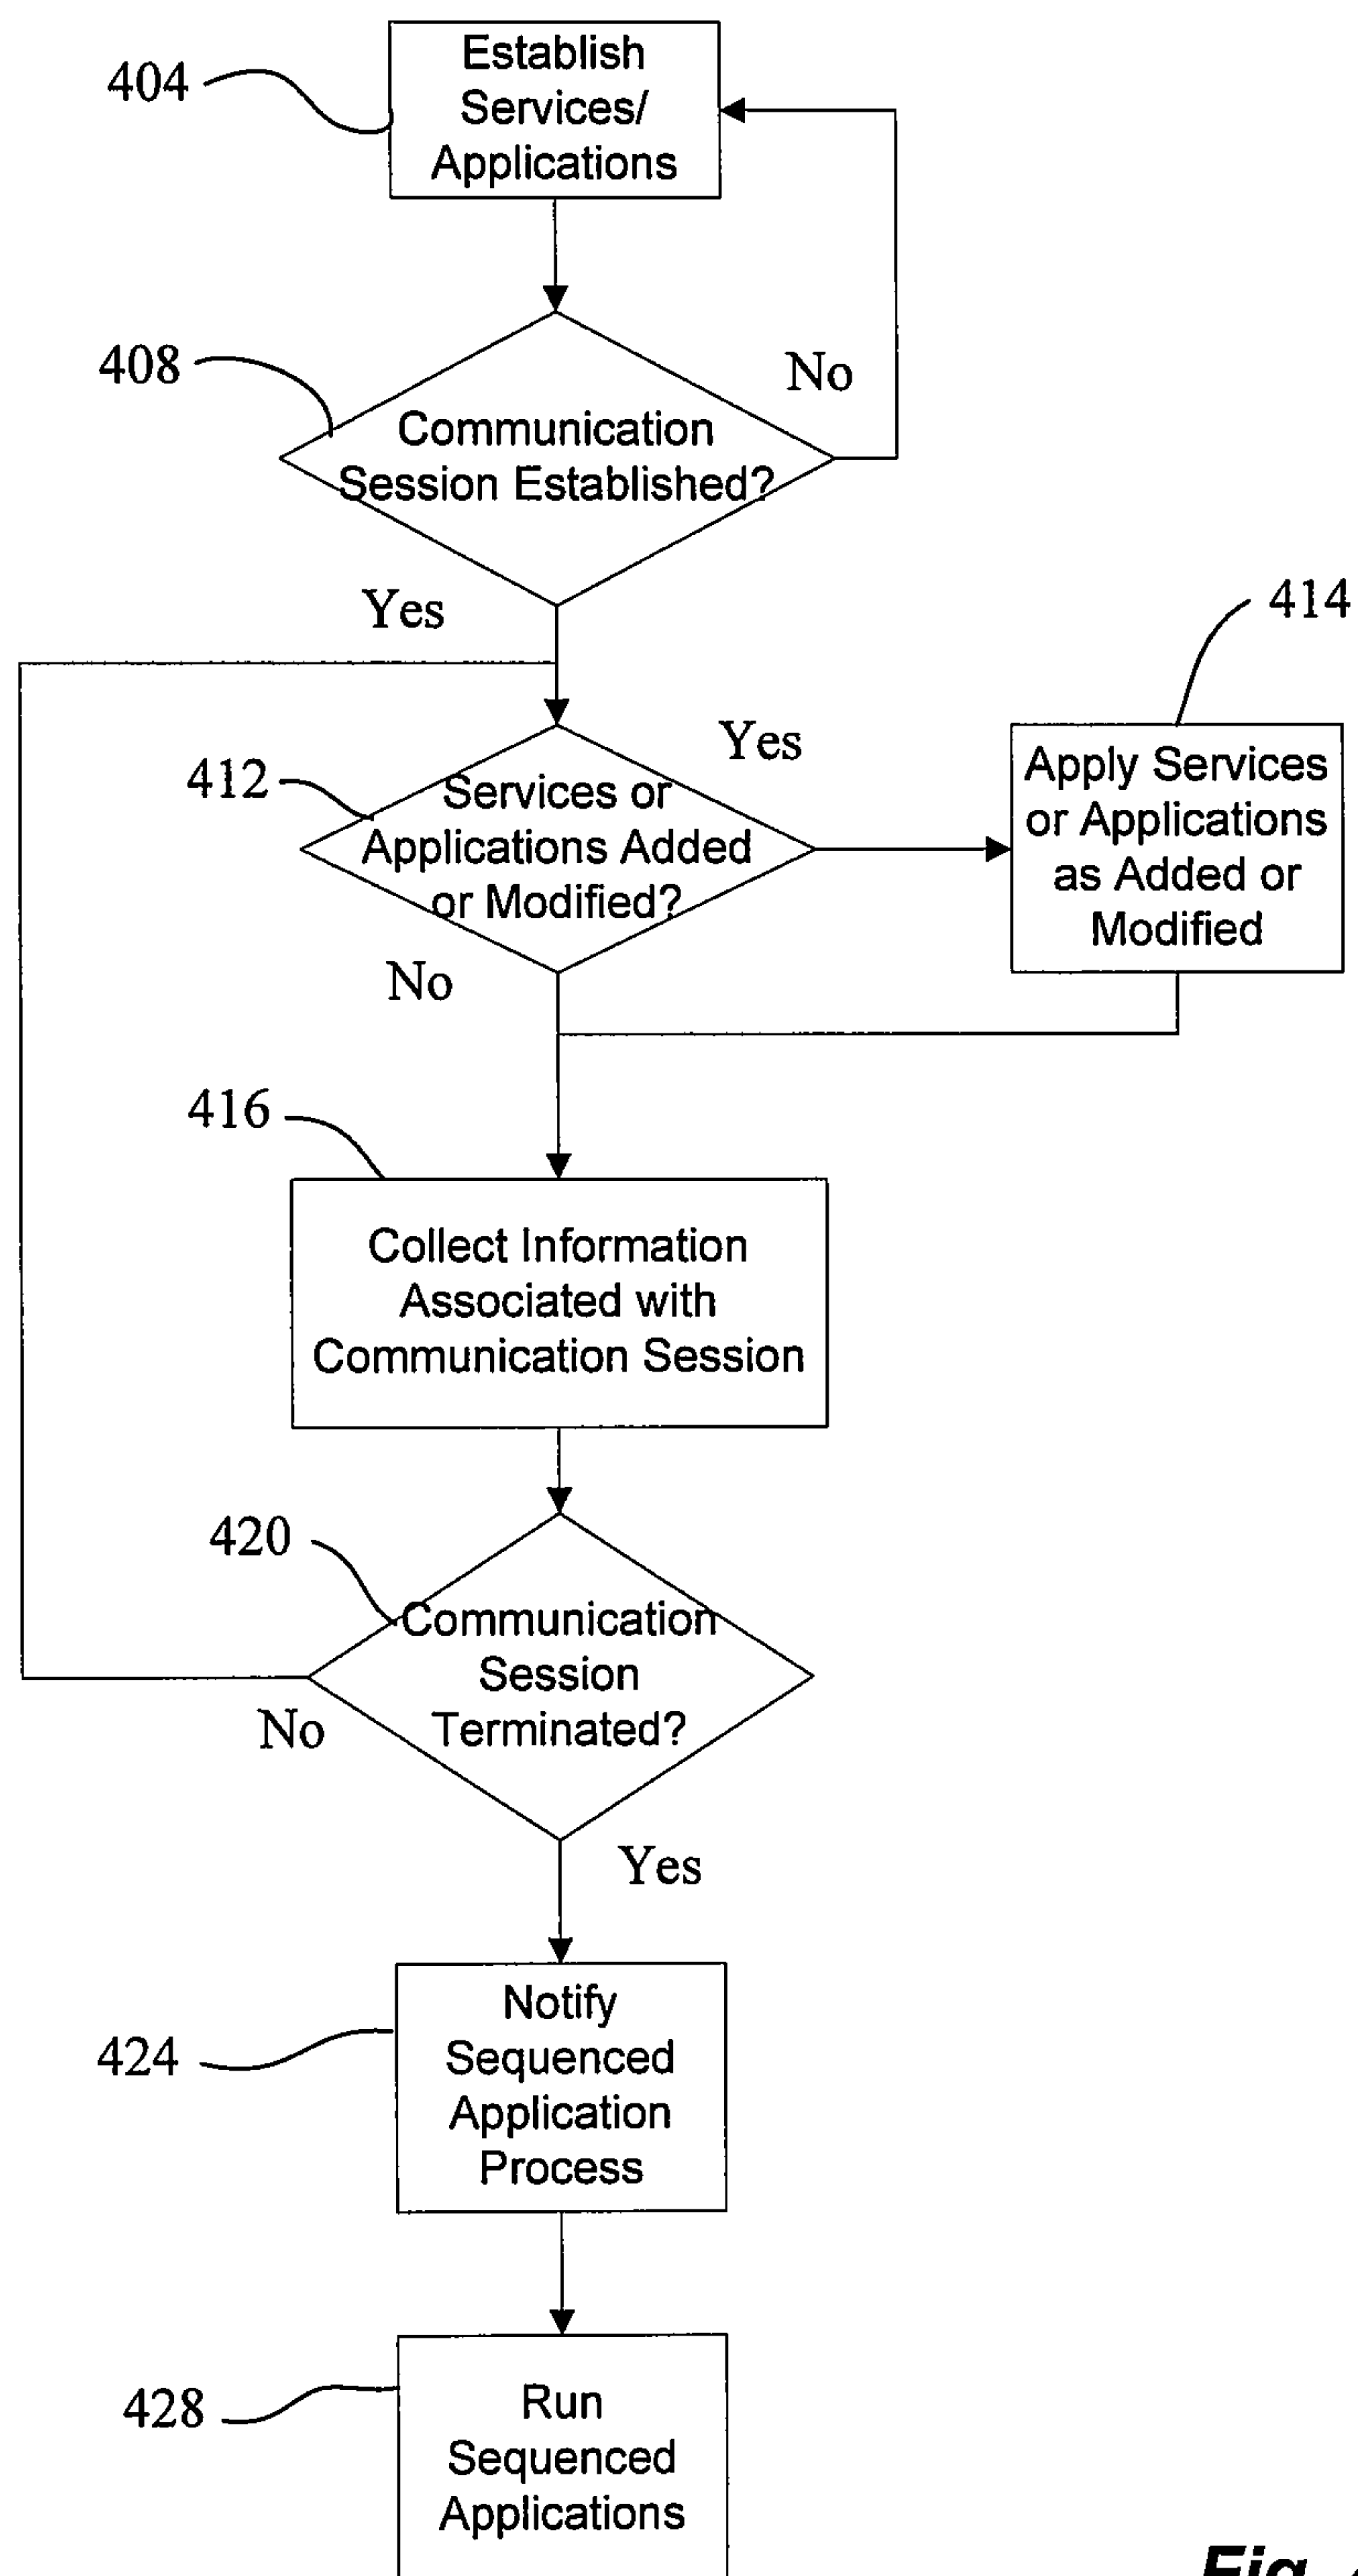 Establish
Services/
Applications
404
408
No
Communication
Session Established?
Yes
414
412
Yes
Services or
Applications Added
or Modified?
Apply Services
or Applications
as Added or
Modified
No
416
Collect Information
Associated with
Communication Session
420
Communication
Session
Terminated?
No
Yes
424
Notify
Sequenced
Application
Process
428
Run
Sequenced
Applications
Fig.